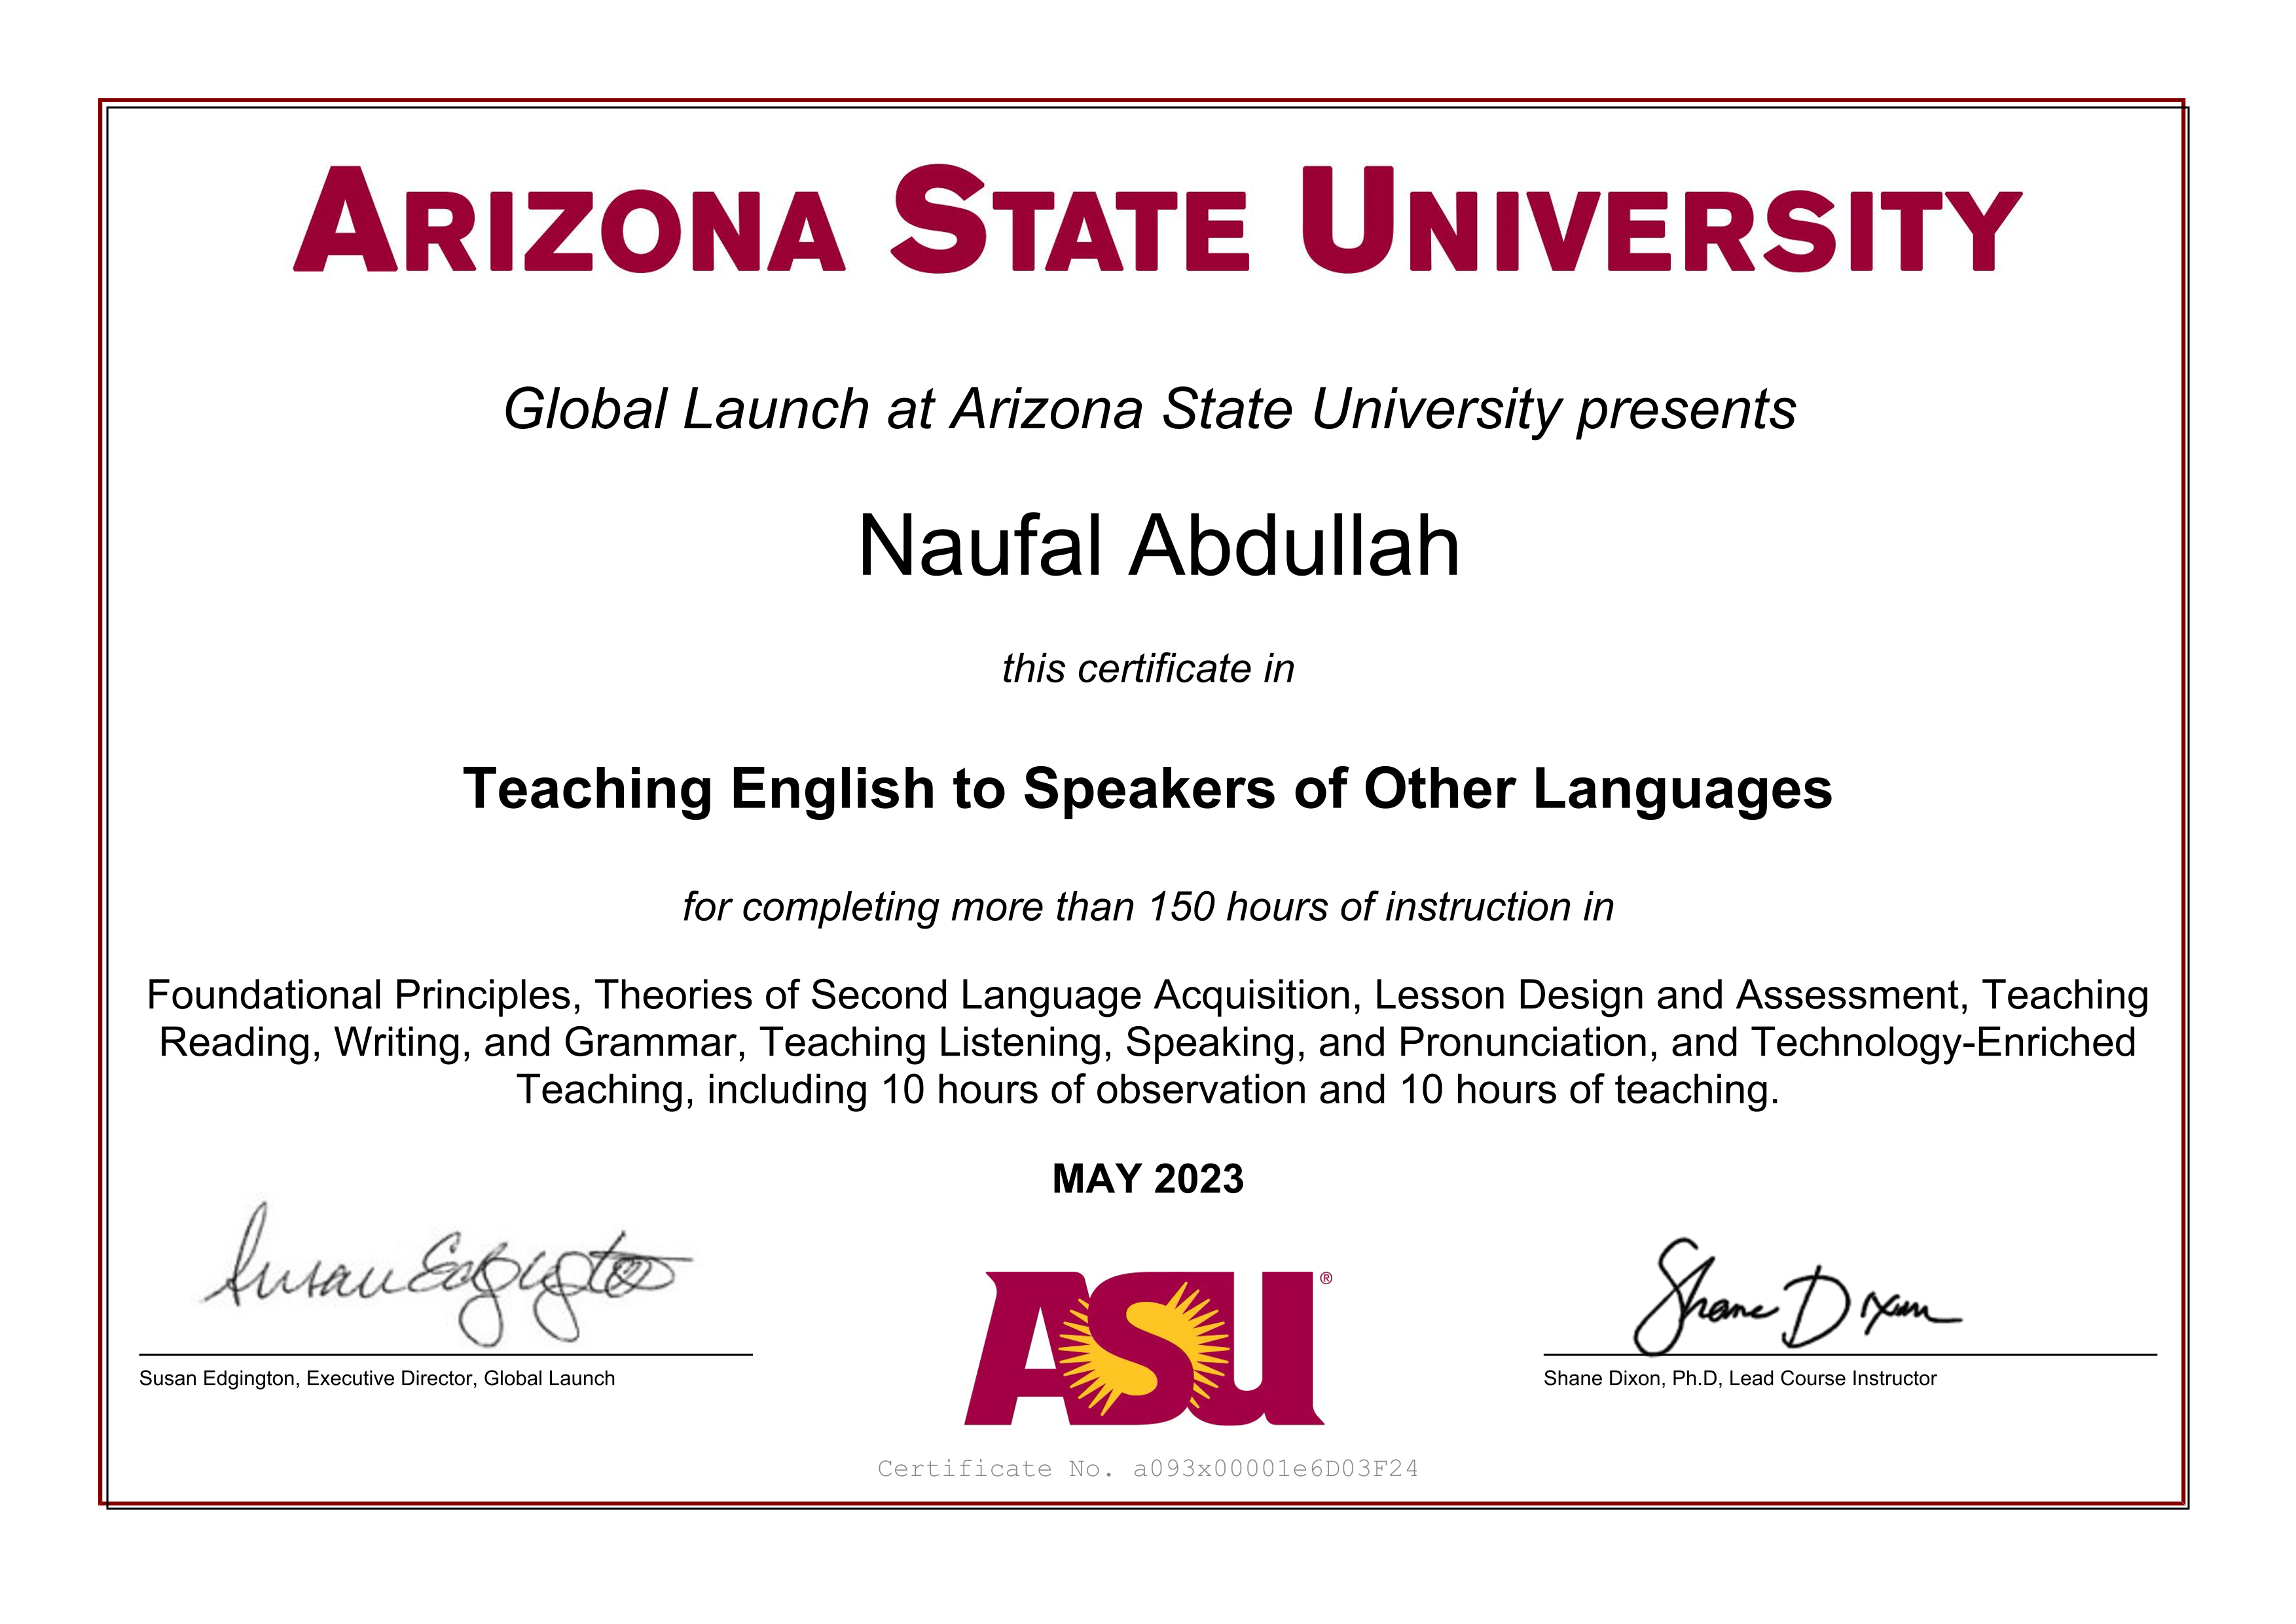 ARIZONA STATE UNIVERSITY
Global Launch at Arizona State University presents
Naufal Abdullah
this certificate in
Teaching English to Speakers of Other Languages
for completing more than 150 hours of instruction in
Foundational Principles, Theories of Second Language Acquisition, Lesson Design and Assessment, Teaching
Reading, Writing, and Grammar, Teaching Listening, Speaking, and Pronunciation, and Technology-Enriched
Teaching, including 10 hours of observation and 10 hours of teaching.
MAY 2023
Susan Edgington
Shane Dixon
ASU®
Susan Edgington, Executive Director, Global Launch
Shane Dixon, Ph.D, Lead Course Instructor
Certificate No. a093x00001e6D03F24